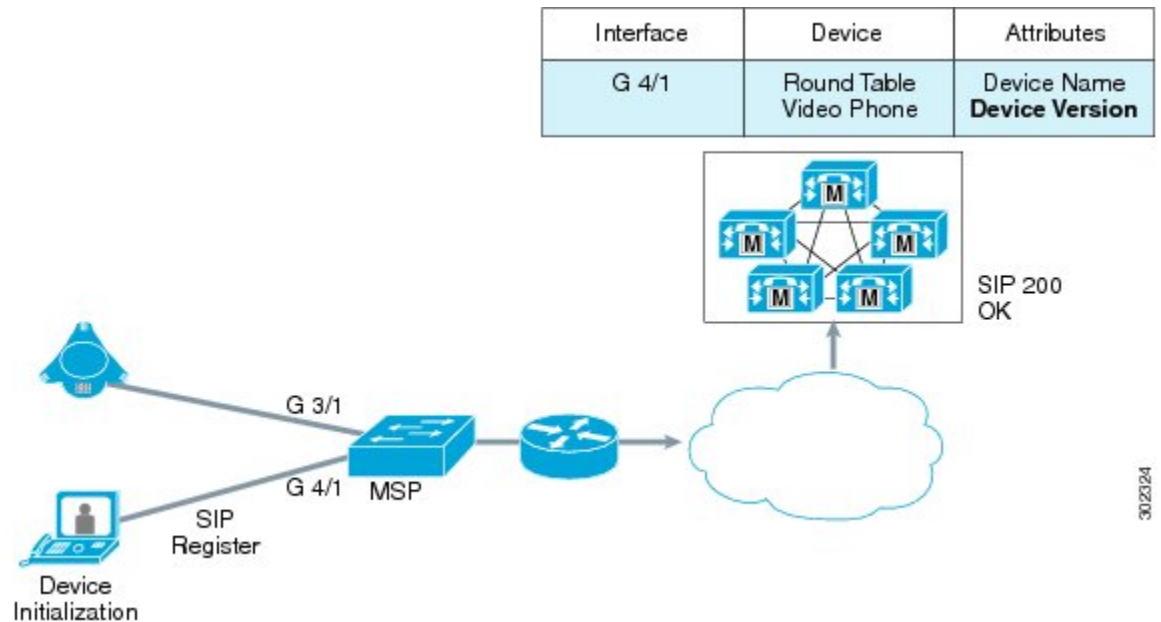 Interface Device Attributes
G 4/1 Round Table Device Name
Video Phone Device Version
M
M M
M M
SIP 200
OK
G 3/1
G 4/1 MSP
SIP
Register
Device
Initialization
302324